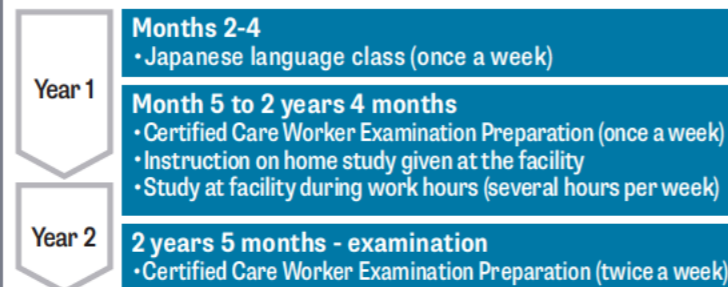 Year 1
Months 2-4
•Japanese language class (once a week)
Month 5 to 2 years 4 months
•Certified Care Worker Examination Preparation (once a week)
•Instruction on home study given at the facility
•Study at facility during work hours (several hours per week)
Year 2
2 years 5 months - examination
•Certified Care Worker Examination Preparation (twice a week)